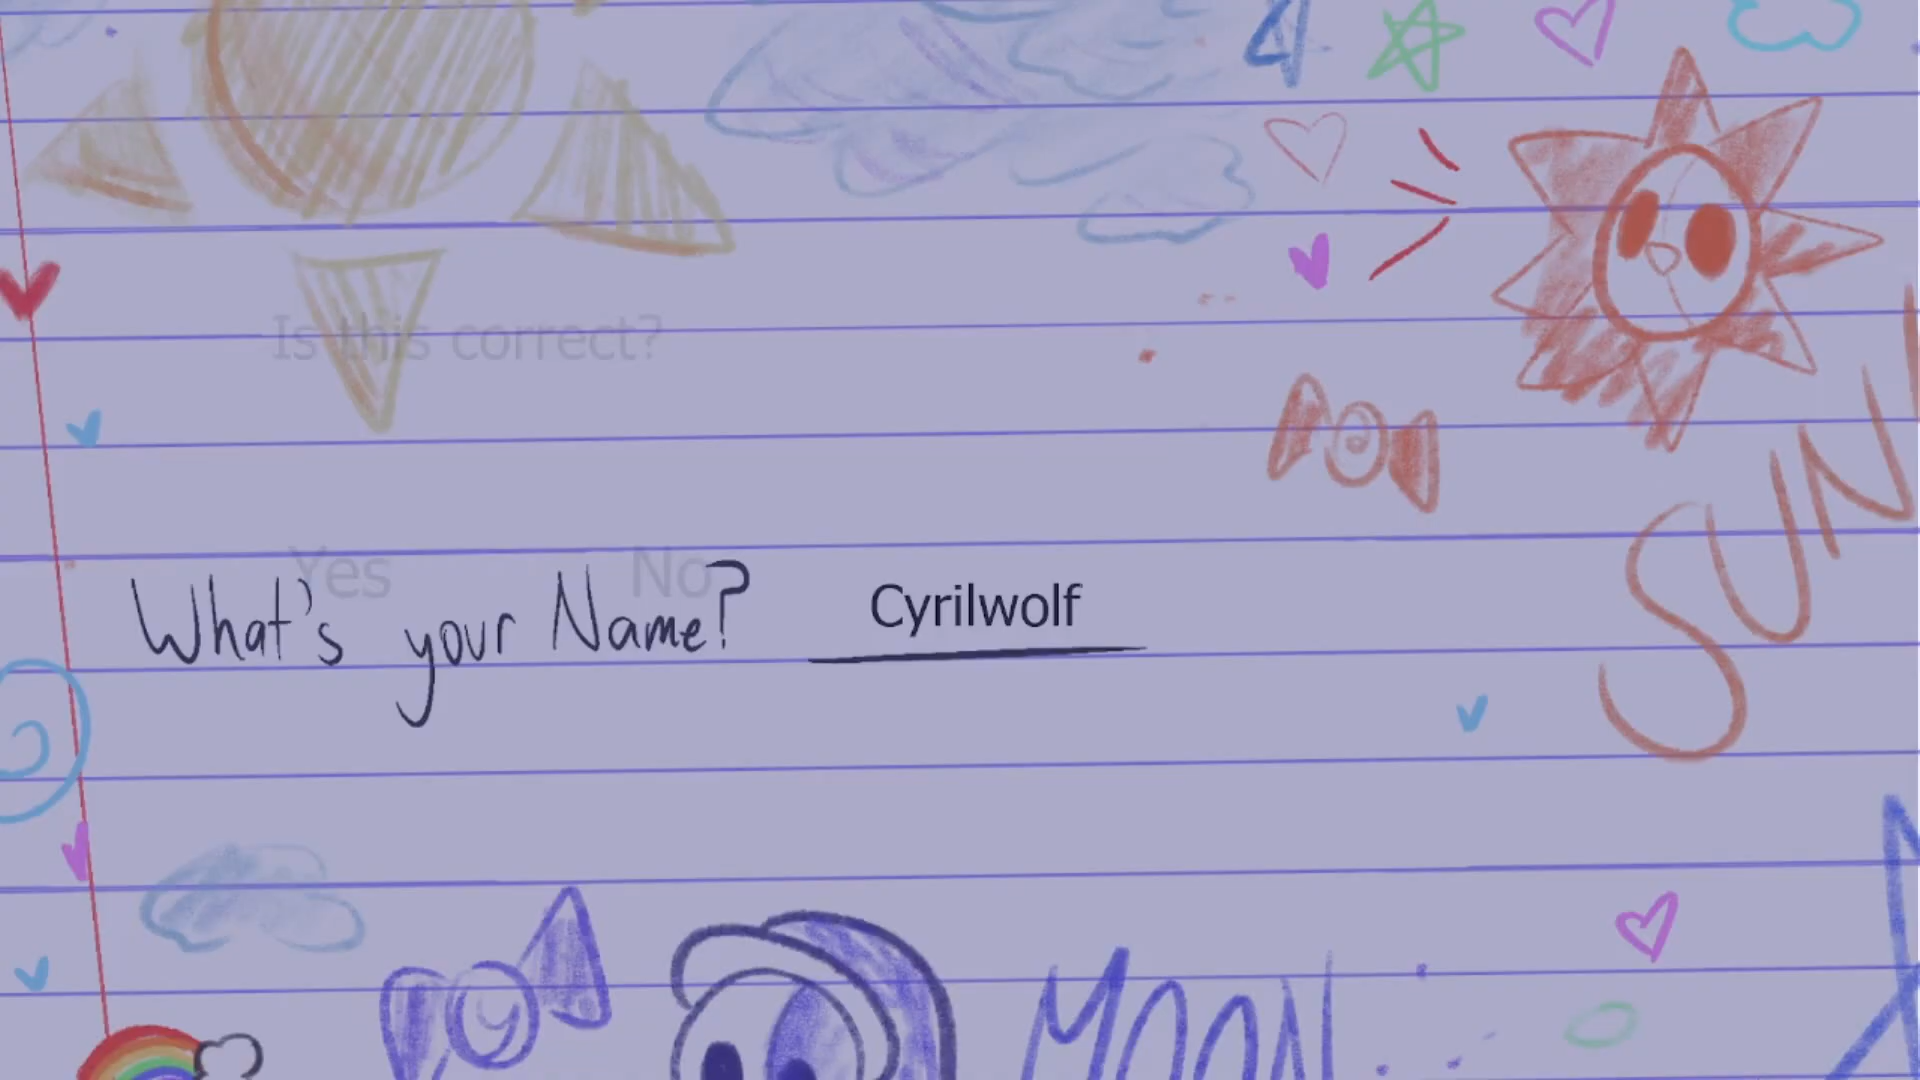 Is this correct?
Yes No
What's your Name? Cyrilwolf
SUN
MOON